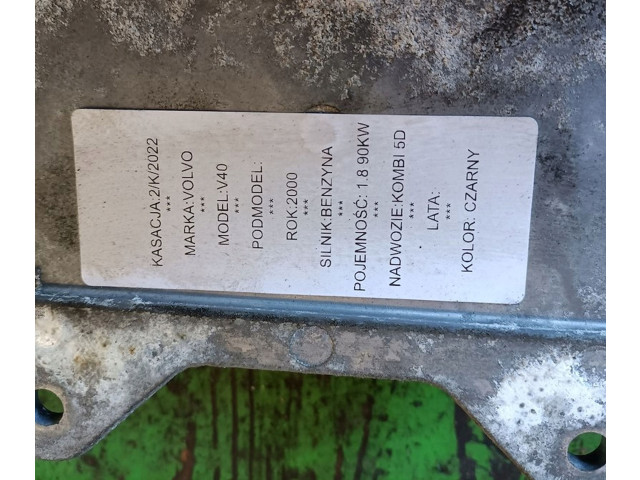 KASACJA:2/K/2022
***
MARKA:VOLVO
***
MODEL:V40
***
PODMODEL:
***
ROK:2000
***
SILNIK:BENZYNA
***
POJEMNOŚĆ: 1.8 90KW
***
NADWOZIE:KOMBI 5D
***
LATA:
***
KOLOR: CZARNY